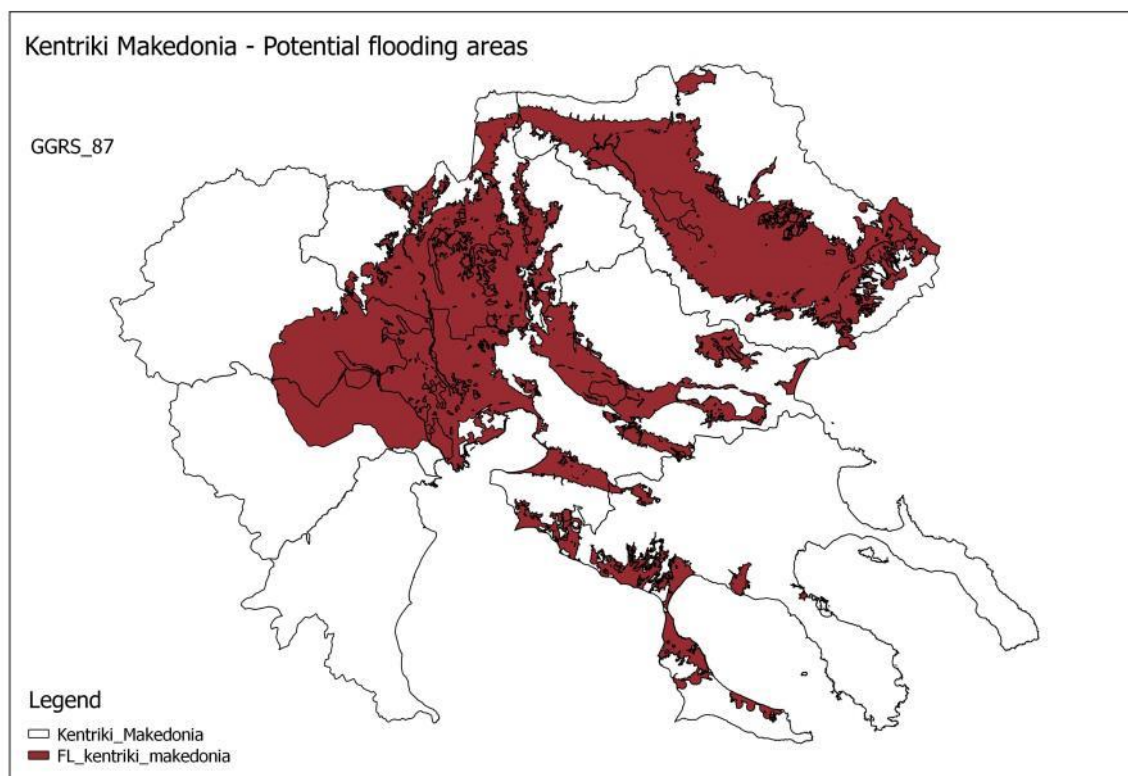 Kentriki Makedonia - Potential flooding areas
GGRS_87
Legend
Kentriki_Makedonia
FL_kentriki_makedonia